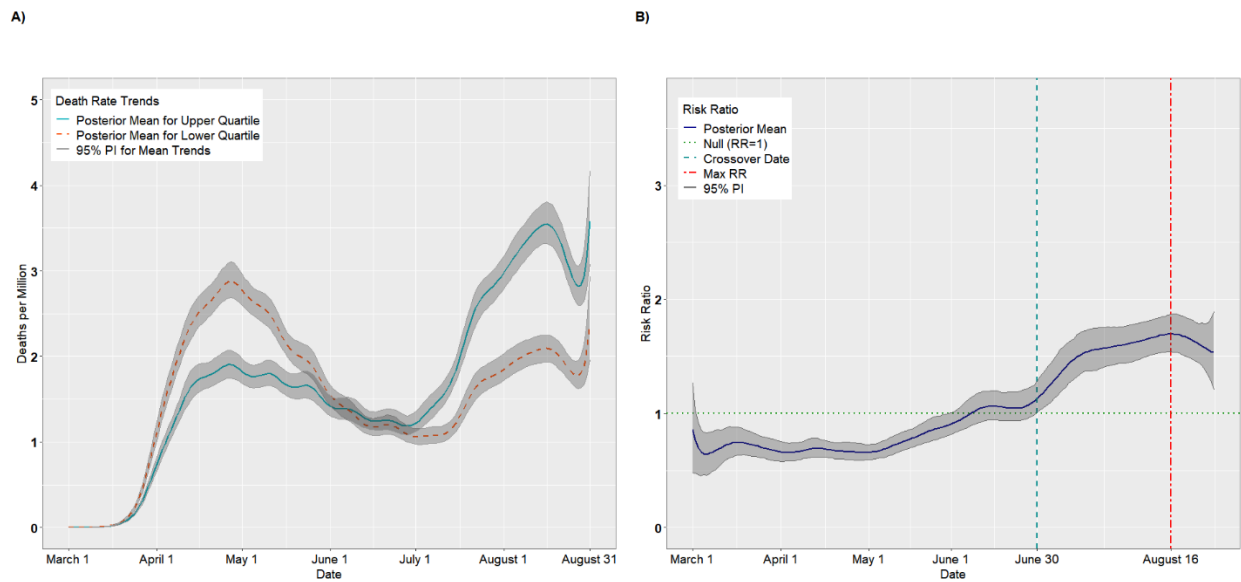 A)
Death Rate Trends
Posterior Mean for Upper Quartile
Posterior Mean for Lower Quartile
95% PI for Mean Trends
Deaths per Million
5
4
3
2
1
0
March 1 April 1 May 1 June 1 July 1 August 1 August 31
Date
B)
Risk Ratio
Posterior Mean
Null (RR=1)
Crossover Date
Max RR
95% PI
Risk Ratio
3
2
1
0
March 1 April 1 May 1 June 1 June 30 August 16
Date